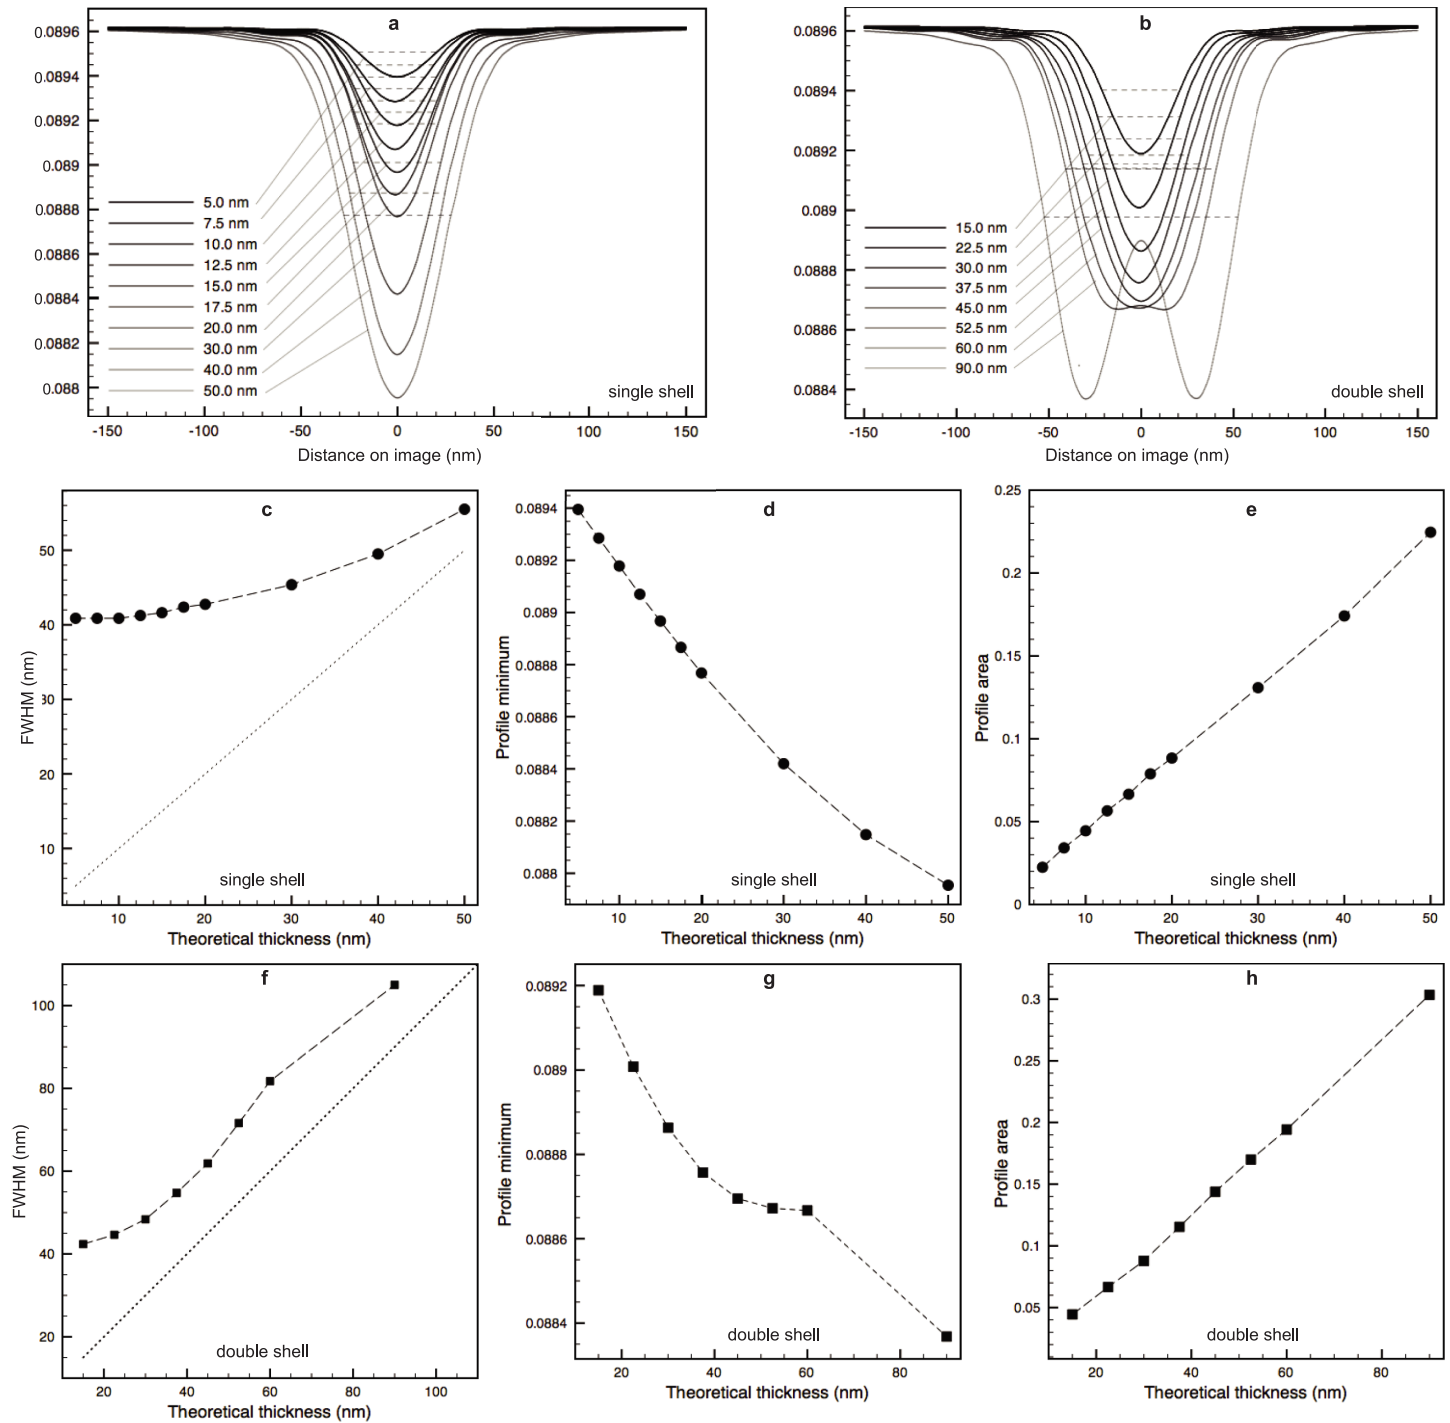 a
0.0896
0.0894
0.0892
0.089
0.0888
0.0886
0.0884
0.0882
0.088
5.0 nm
7.5 nm
10.0 nm
12.5 nm
15.0 nm
17.5 nm
20.0 nm
30.0 nm
40.0 nm
50.0 nm
single shell
-150 -100 -50 0 50 100 150
Distance on image (nm)
b
0.0896
0.0894
0.0892
0.089
0.0888
0.0886
0.0884
15.0 nm
22.5 nm
30.0 nm
37.5 nm
45.0 nm
52.5 nm
60.0 nm
90.0 nm
double shell
-150 -100 -50 0 50 100 150
Distance on image (nm)
c
FWHM (nm)
50
40
30
20
10
single shell
10 20 30 40 50
Theoretical thickness (nm)
d
Profile minimum
0.0894
0.0892
0.089
0.0888
0.0886
0.0884
0.0882
0.088
single shell
10 20 30 40 50
Theoretical thickness (nm)
e
Profile area
0.25
0.2
0.15
0.1
0.05
0
single shell
10 20 30 40 50
Theoretical thickness (nm)
f
FWHM (nm)
100
80
60
40
20
double shell
20 40 60 80 100
Theoretical thickness (nm)
g
Profile minimum
0.0892
0.089
0.0888
0.0886
0.0884
double shell
20 40 60 80
Theoretical thickness (nm)
h
Profile area
0.3
0.25
0.2
0.15
0.1
0.05
double shell
20 40 60 80
Theoretical thickness (nm)